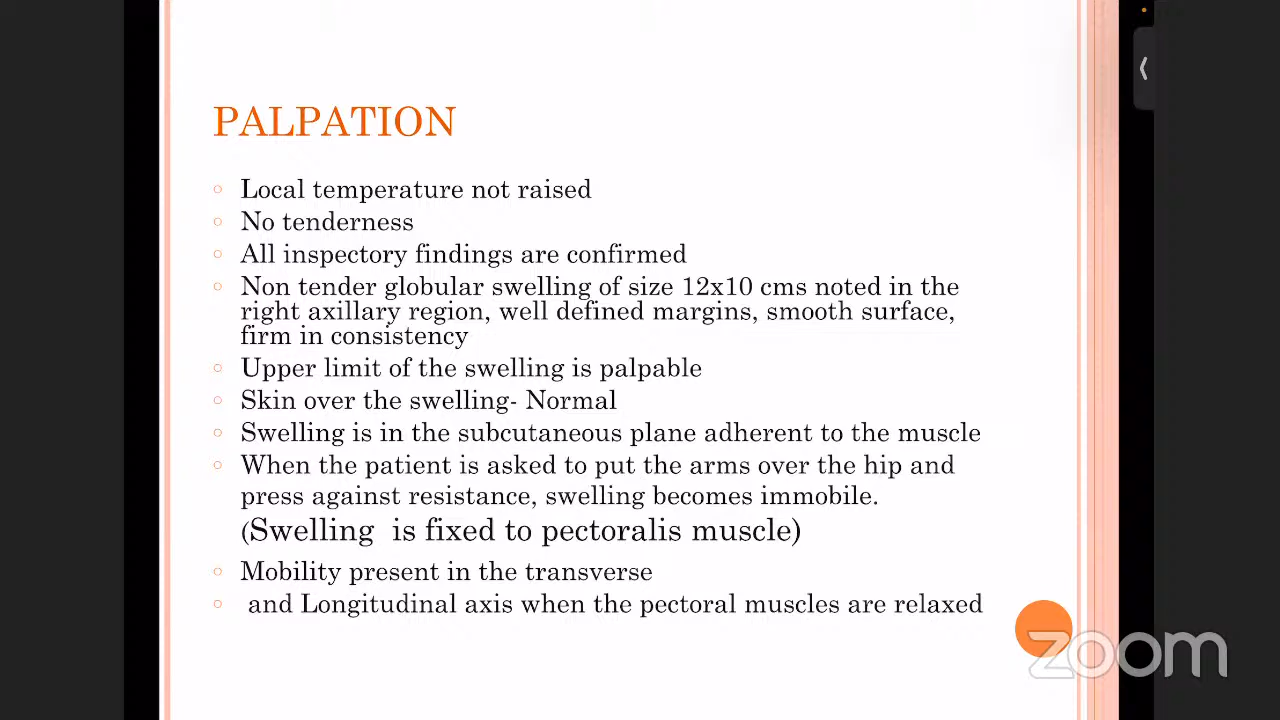 PALPATION
Local temperature not raised
No tenderness
All inspectory findings are confirmed
Non tender globular swelling of size 12x10 cms noted in the
right axillary region, well defined margins, smooth surface,
firm in consistency
Upper limit of the swelling is palpable
Skin over the swelling- Normal
Swelling is in the subcutaneous plane adherent to the muscle
When the patient is asked to put the arms over the hip and
press against resistance, swelling becomes immobile.
(Swelling is fixed to pectoralis muscle)
Mobility present in the transverse
and Longitudinal axis when the pectoral muscles are relaxed
zoom